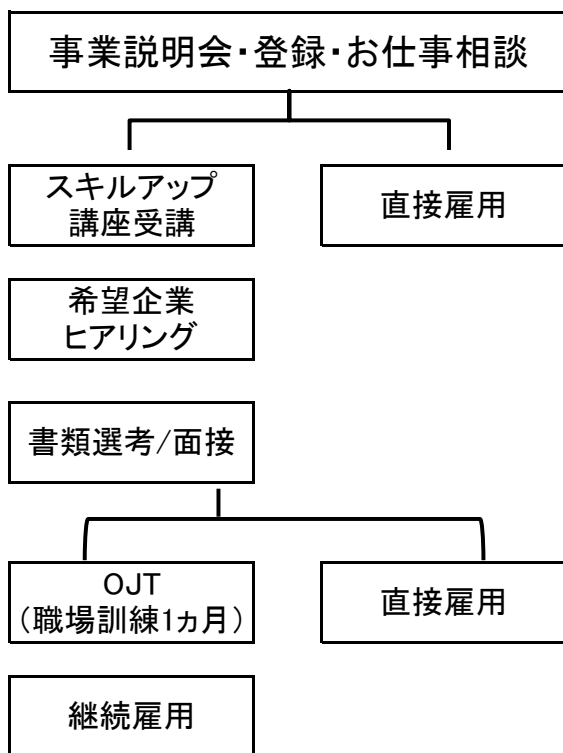 事業説明会・登録・お仕事相談
スキルアップ
講座受講
直接雇用
希望企業
ヒアリング
書類選考/面接
OJT
（職場訓練1ヵ月）
直接雇用
継続雇用